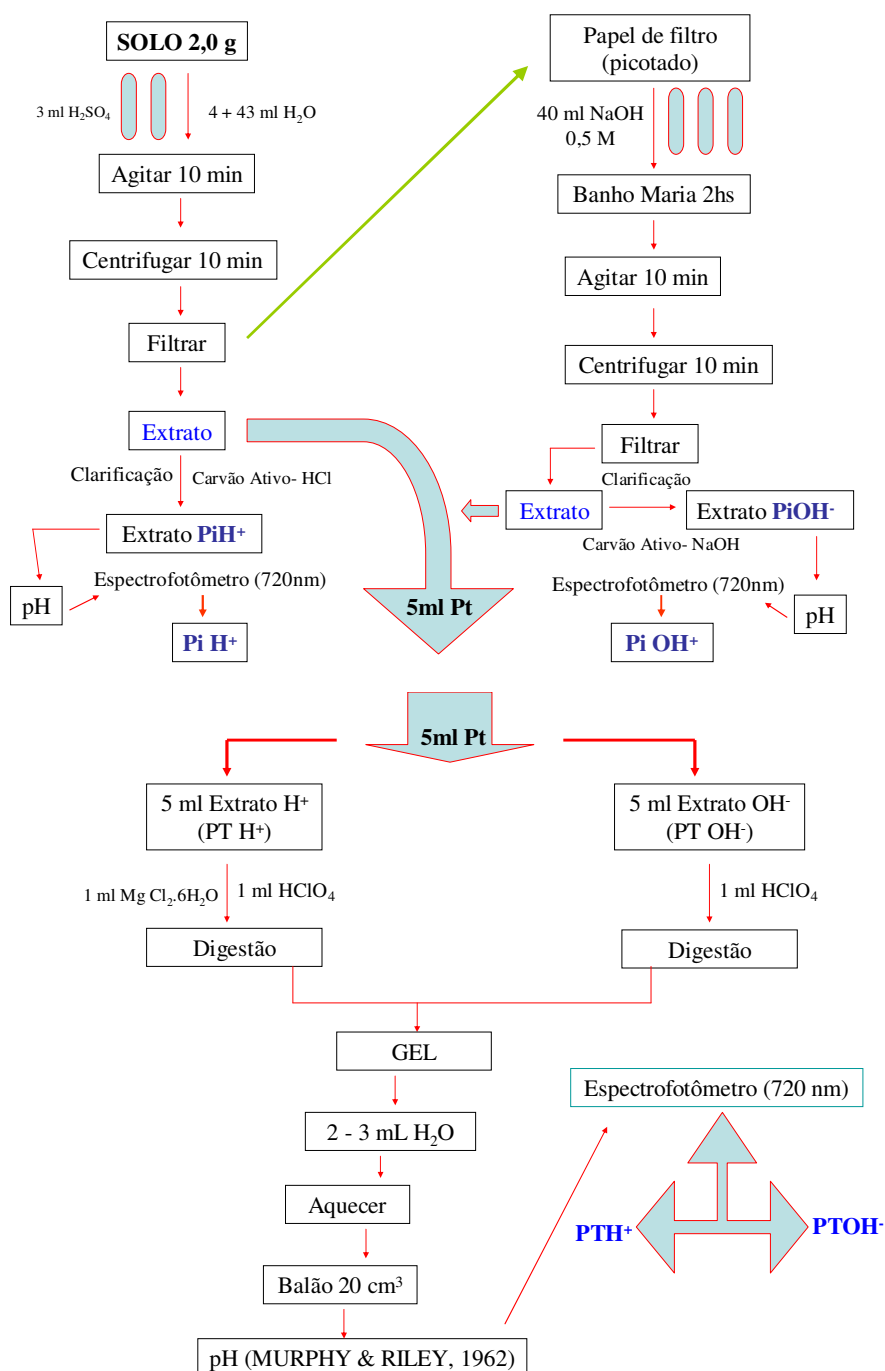 SOLO 2,0 g
3 ml H₂SO₄
4 + 43 ml H₂O
Agitar 10 min
Centrifugar 10 min
Filtrar
Extrato
Clarificação
Carvão Ativo- HCl
Extrato PiH⁺
pH
Espectrofotômetro (720nm)
Pi H⁺
Papel de filtro
(picotado)
40 ml NaOH
0,5 M
Banho Maria 2hs
Agitar 10 min
Centrifugar 10 min
Filtrar
Clarificação
Extrato
Extrato PiOH⁻
Carvão Ativo- NaOH
Espectrofotômetro (720nm)
pH
Pi OH⁺
5ml Pt
5ml Pt
5 ml Extrato H⁺
(PT H⁺)
1 ml Mg Cl₂.6H₂O
1 ml HClO₄
Digestão
5 ml Extrato OH⁻
(PT OH⁻)
1 ml HClO₄
Digestão
GEL
2 - 3 mL H₂O
Aquecer
Balão 20 cm³
pH (MURPHY & RILEY, 1962)
Espectrofotômetro (720 nm)
PTH⁺
PTOH⁻